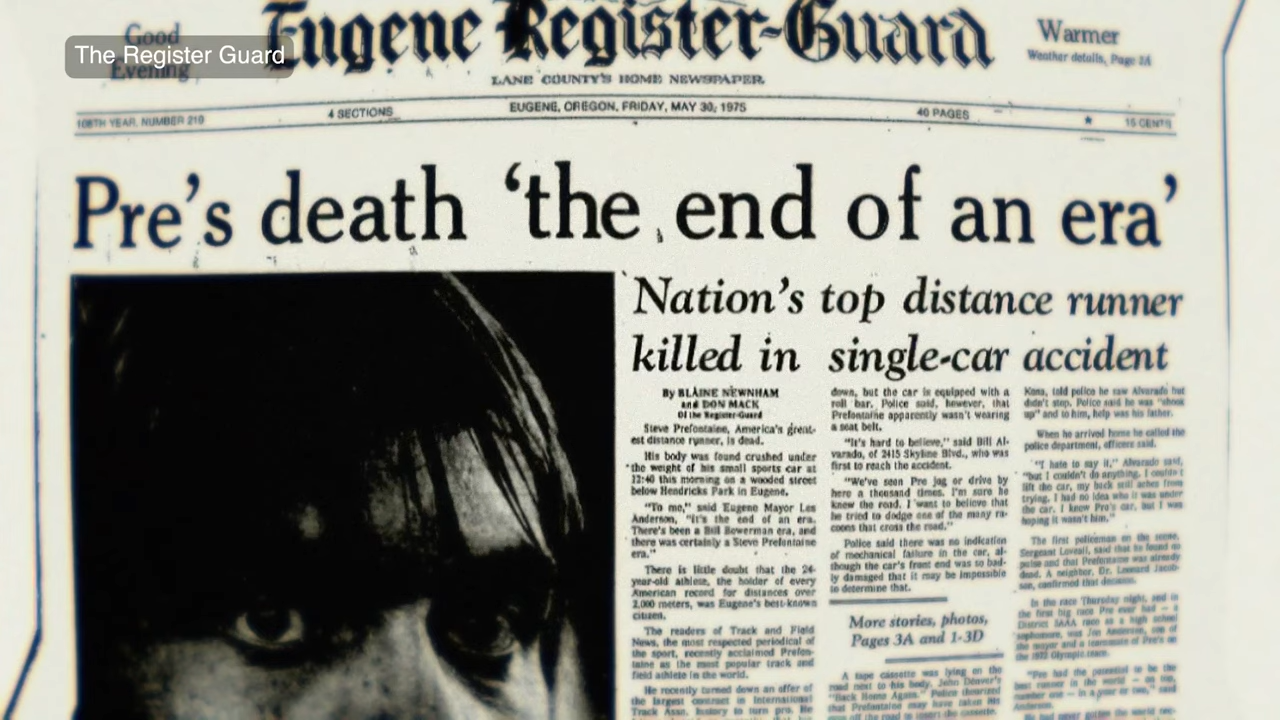 The Register Guard
Good
Evening
Eugene Register-Guard
LANE COUNTY'S HOME NEWSPAPER
Warmer
Weather details, Page 2A
108TH YEAR, NUMBER 219
4 SECTIONS
EUGENE, OREGON, FRIDAY, MAY 30, 1975
40 PAGES
15 CENTS
Pre's death ‘the end of an era’
Nation's top distance runner
killed in single-car accident
By BLAINE NEWNHAM
and DON MACK
Of the Register-Guard
Steve Prefontaine, America's great-
est distance runner, is dead.
His body was found crushed under
the weight of his small sports car at
12:40 this morning on a wooded street
below Hendricks Park in Eugene.
"To me," said Eugene Mayor Les
Anderson, "it's the end of an era.
There's been a Bill Bowerman era, and
there was certainly a Steve Prefontaine
era."
There is little doubt that the 24-
year-old athlete, the holder of every
American record for distances over
2,000 meters, was Eugene's best-known
citizen.
The readers of Track and Field
News, the most respected periodical of
the sport, recently acclaimed Prefon-
taine as the most popular track and
field athlete in the world.
He recently turned down an offer of
the largest contract in International
Track Assn. history to turn pro. He
down, but the car is equipped with a
roll bar. Police said, however, that
Prefontaine apparently wasn't wearing
a seat belt.
"It's hard to believe," said Bill Al-
varado, of 2415 Skyline Blvd., who was
first to reach the accident.
"We've seen Pre jog or drive by
here a thousand times. I'm sure he
knew the road. I want to believe that
he tried to dodge one of the many ra-
coons that cross the road."
Police said there was no indication
of mechanical failure in the car, al-
though the car's front end was so bad-
ly damaged that it may be impossible
to determine that.
More stories, photos,
Pages 3A and 1-3D
A tape cassette was lying on the
road next to his body. John Denver's
"Back Home Again." Police theorized
that Prefontaine may have taken his
off the road to insert the cassette.
told police he saw Alvarado but
didn't stop. Police said he was "shook
up" and to him, help was his father.
When he arrived home he called the
police department, officers said.
"I hate to say it," Alvarado said,
"but I couldn't do anything. I couldn't
lift the car, my back still aches from
trying. I had no idea who it was under
the car. I knew Pre's car, but I was
hoping it wasn't him."
The first policeman on the scene,
Sergeant Loveall, said that he found no
pulse and that Prefontaine was already
dead. A neighbor, Dr. Leonard Jacob-
son, confirmed that decision.
In the race Thursday night, and in
the first big race Pre ever had — a
District AAA race as a high school
sophomore, was Jon Anderson, son of
the mayor and a teammate of Pre's on
the 1972 Olympic team.
"Pre had the potential to be the
best runner in the world — on top,
number one — in a year or two," said
Anderson.